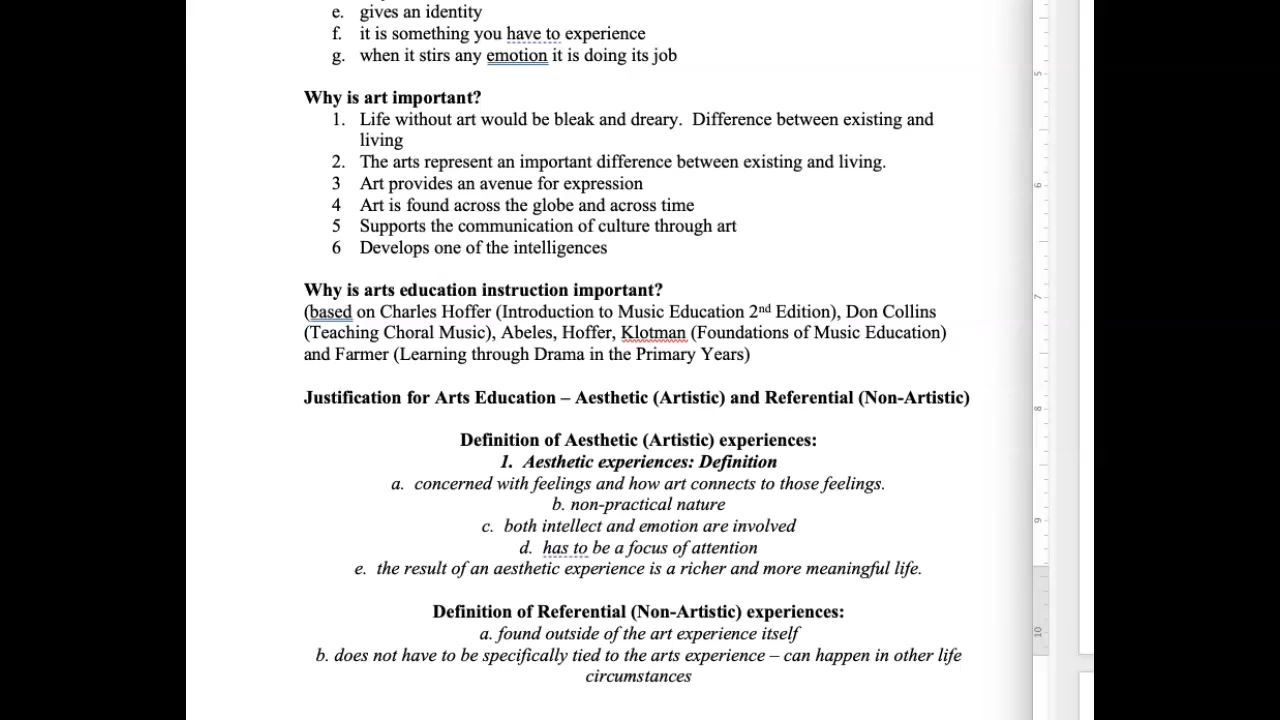 e. gives an identity
f. it is something you have to experience
g. when it stirs any emotion it is doing its job
Why is art important?
1. Life without art would be bleak and dreary.  Difference between existing and
living
2. The arts represent an important difference between existing and living.
3 Art provides an avenue for expression
4 Art is found across the globe and across time
5 Supports the communication of culture through art
6 Develops one of the intelligences
Why is arts education instruction important?
(based on Charles Hoffer (Introduction to Music Education 2nd Edition), Don Collins
(Teaching Choral Music), Abeles, Hoffer, Klotman (Foundations of Music Education)
and Farmer (Learning through Drama in the Primary Years)
Justification for Arts Education – Aesthetic (Artistic) and Referential (Non-Artistic)
Definition of Aesthetic (Artistic) experiences:
1. Aesthetic experiences: Definition
a. concerned with feelings and how art connects to those feelings.
b. non-practical nature
c. both intellect and emotion are involved
d. has to be a focus of attention
e. the result of an aesthetic experience is a richer and more meaningful life.
Definition of Referential (Non-Artistic) experiences:
a. found outside of the art experience itself
b. does not have to be specifically tied to the arts experience – can happen in other life
circumstances
5
6
7
8
9
10